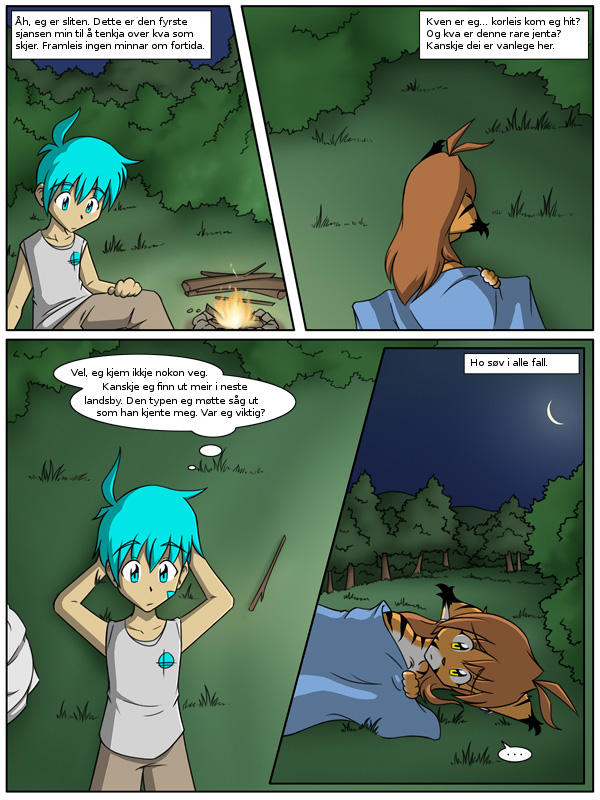 Åh, eg er sliten. Dette er den fyrste
sjansen min til å tenkja over kva som
skjer. Framleis ingen minnar om fortida.
Kven er eg... korleis kom eg hit?
Og kva er denne rare jenta?
Kanskje dei er vanlege her.
Vel, eg kjem ikkje nokon veg.
Kanskje eg finn ut meir i neste
landsby. Den typen eg møtte såg ut
som han kjente meg. Var eg viktig?
Ho søv i alle fall.
...